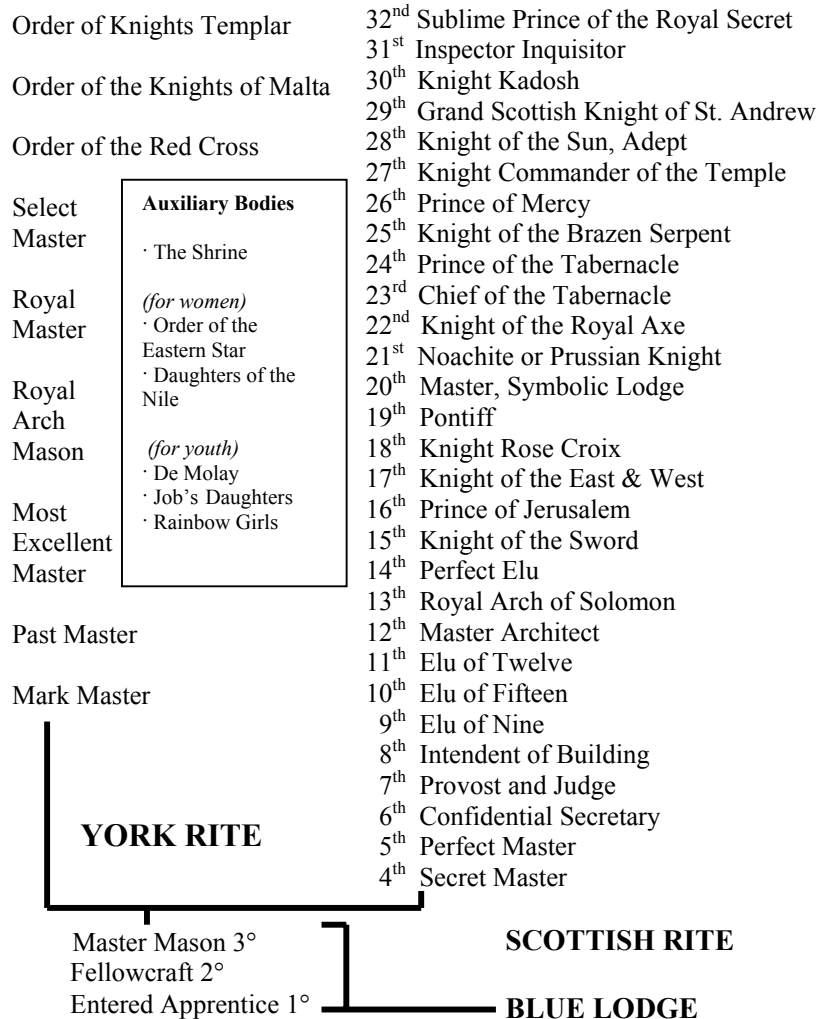 Order of Knights Templar
Order of the Knights of Malta
Order of the Red Cross
Select
Master
Royal
Master
Royal
Arch
Mason
Most
Excellent
Master
Past Master
Mark Master
YORK RITE
Auxiliary Bodies
· The Shrine
(for women)
· Order of the
Eastern Star
· Daughters of the
Nile
(for youth)
· De Molay
· Job's Daughters
· Rainbow Girls
32nd Sublime Prince of the Royal Secret
31st Inspector Inquisitor
30th Knight Kadosh
29th Grand Scottish Knight of St. Andrew
28th Knight of the Sun, Adept
27th Knight Commander of the Temple
26th Prince of Mercy
25th Knight of the Brazen Serpent
24th Prince of the Tabernacle
23rd Chief of the Tabernacle
22nd Knight of the Royal Axe
21st Noachite or Prussian Knight
20th Master, Symbolic Lodge
19th Pontiff
18th Knight Rose Croix
17th Knight of the East & West
16th Prince of Jerusalem
15th Knight of the Sword
14th Perfect Elu
13th Royal Arch of Solomon
12th Master Architect
11th Elu of Twelve
10th Elu of Fifteen
9th Elu of Nine
8th Intendent of Building
7th Provost and Judge
6th Confidential Secretary
5th Perfect Master
4th Secret Master
SCOTTISH RITE
Master Mason 3°
Fellowcraft 2°
Entered Apprentice 1°
BLUE LODGE